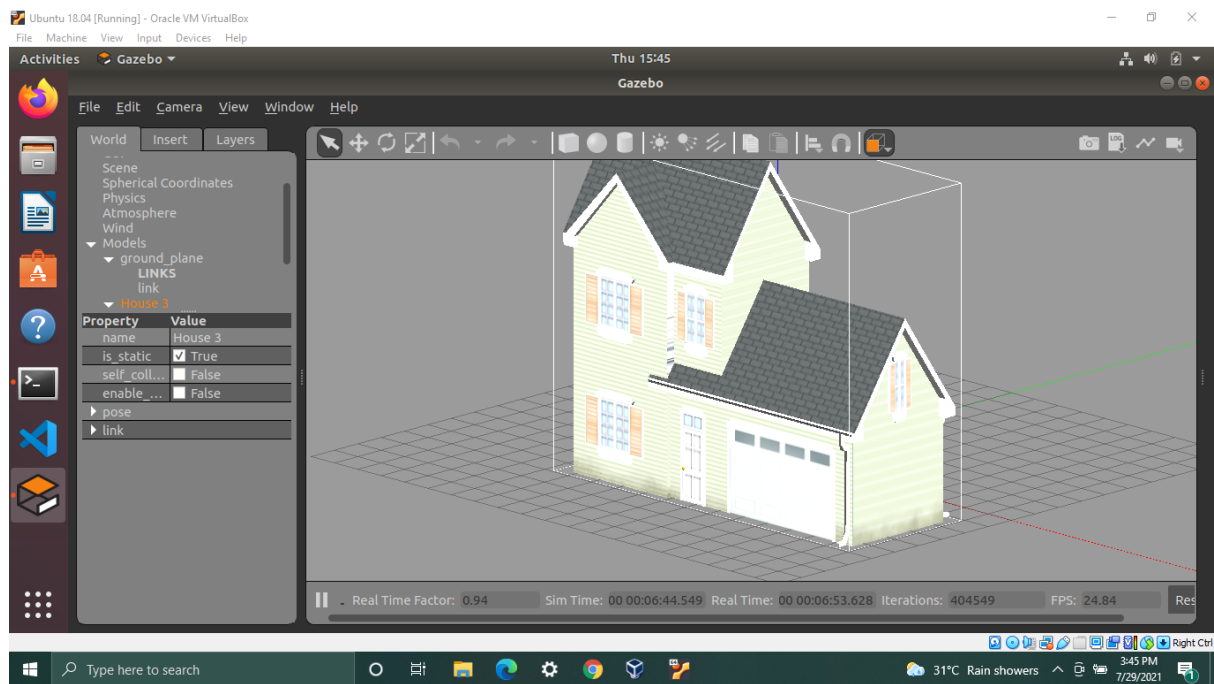 Ubuntu 18.04 [Running] - Oracle VM VirtualBox
File Machine View Input Devices Help
Activities Gazebo Thu 15:45
Gazebo
File Edit Camera View Window Help
World Insert Layers
LOG
Scene
Spherical Coordinates
Physics
Atmosphere
Wind
Models
ground_plane
LINKS
link
House 3
Property Value
name House 3
is_static True
self_coll... False
enable_... False
pose
link
Real Time Factor: 0.94 Sim Time: 00 00:06:44.549 Real Time: 00 00:06:53.628 Iterations: 404549 FPS: 24.84 Res
Right Ctrl
Type here to search 31°C Rain showers 3:45 PM
7/29/2021